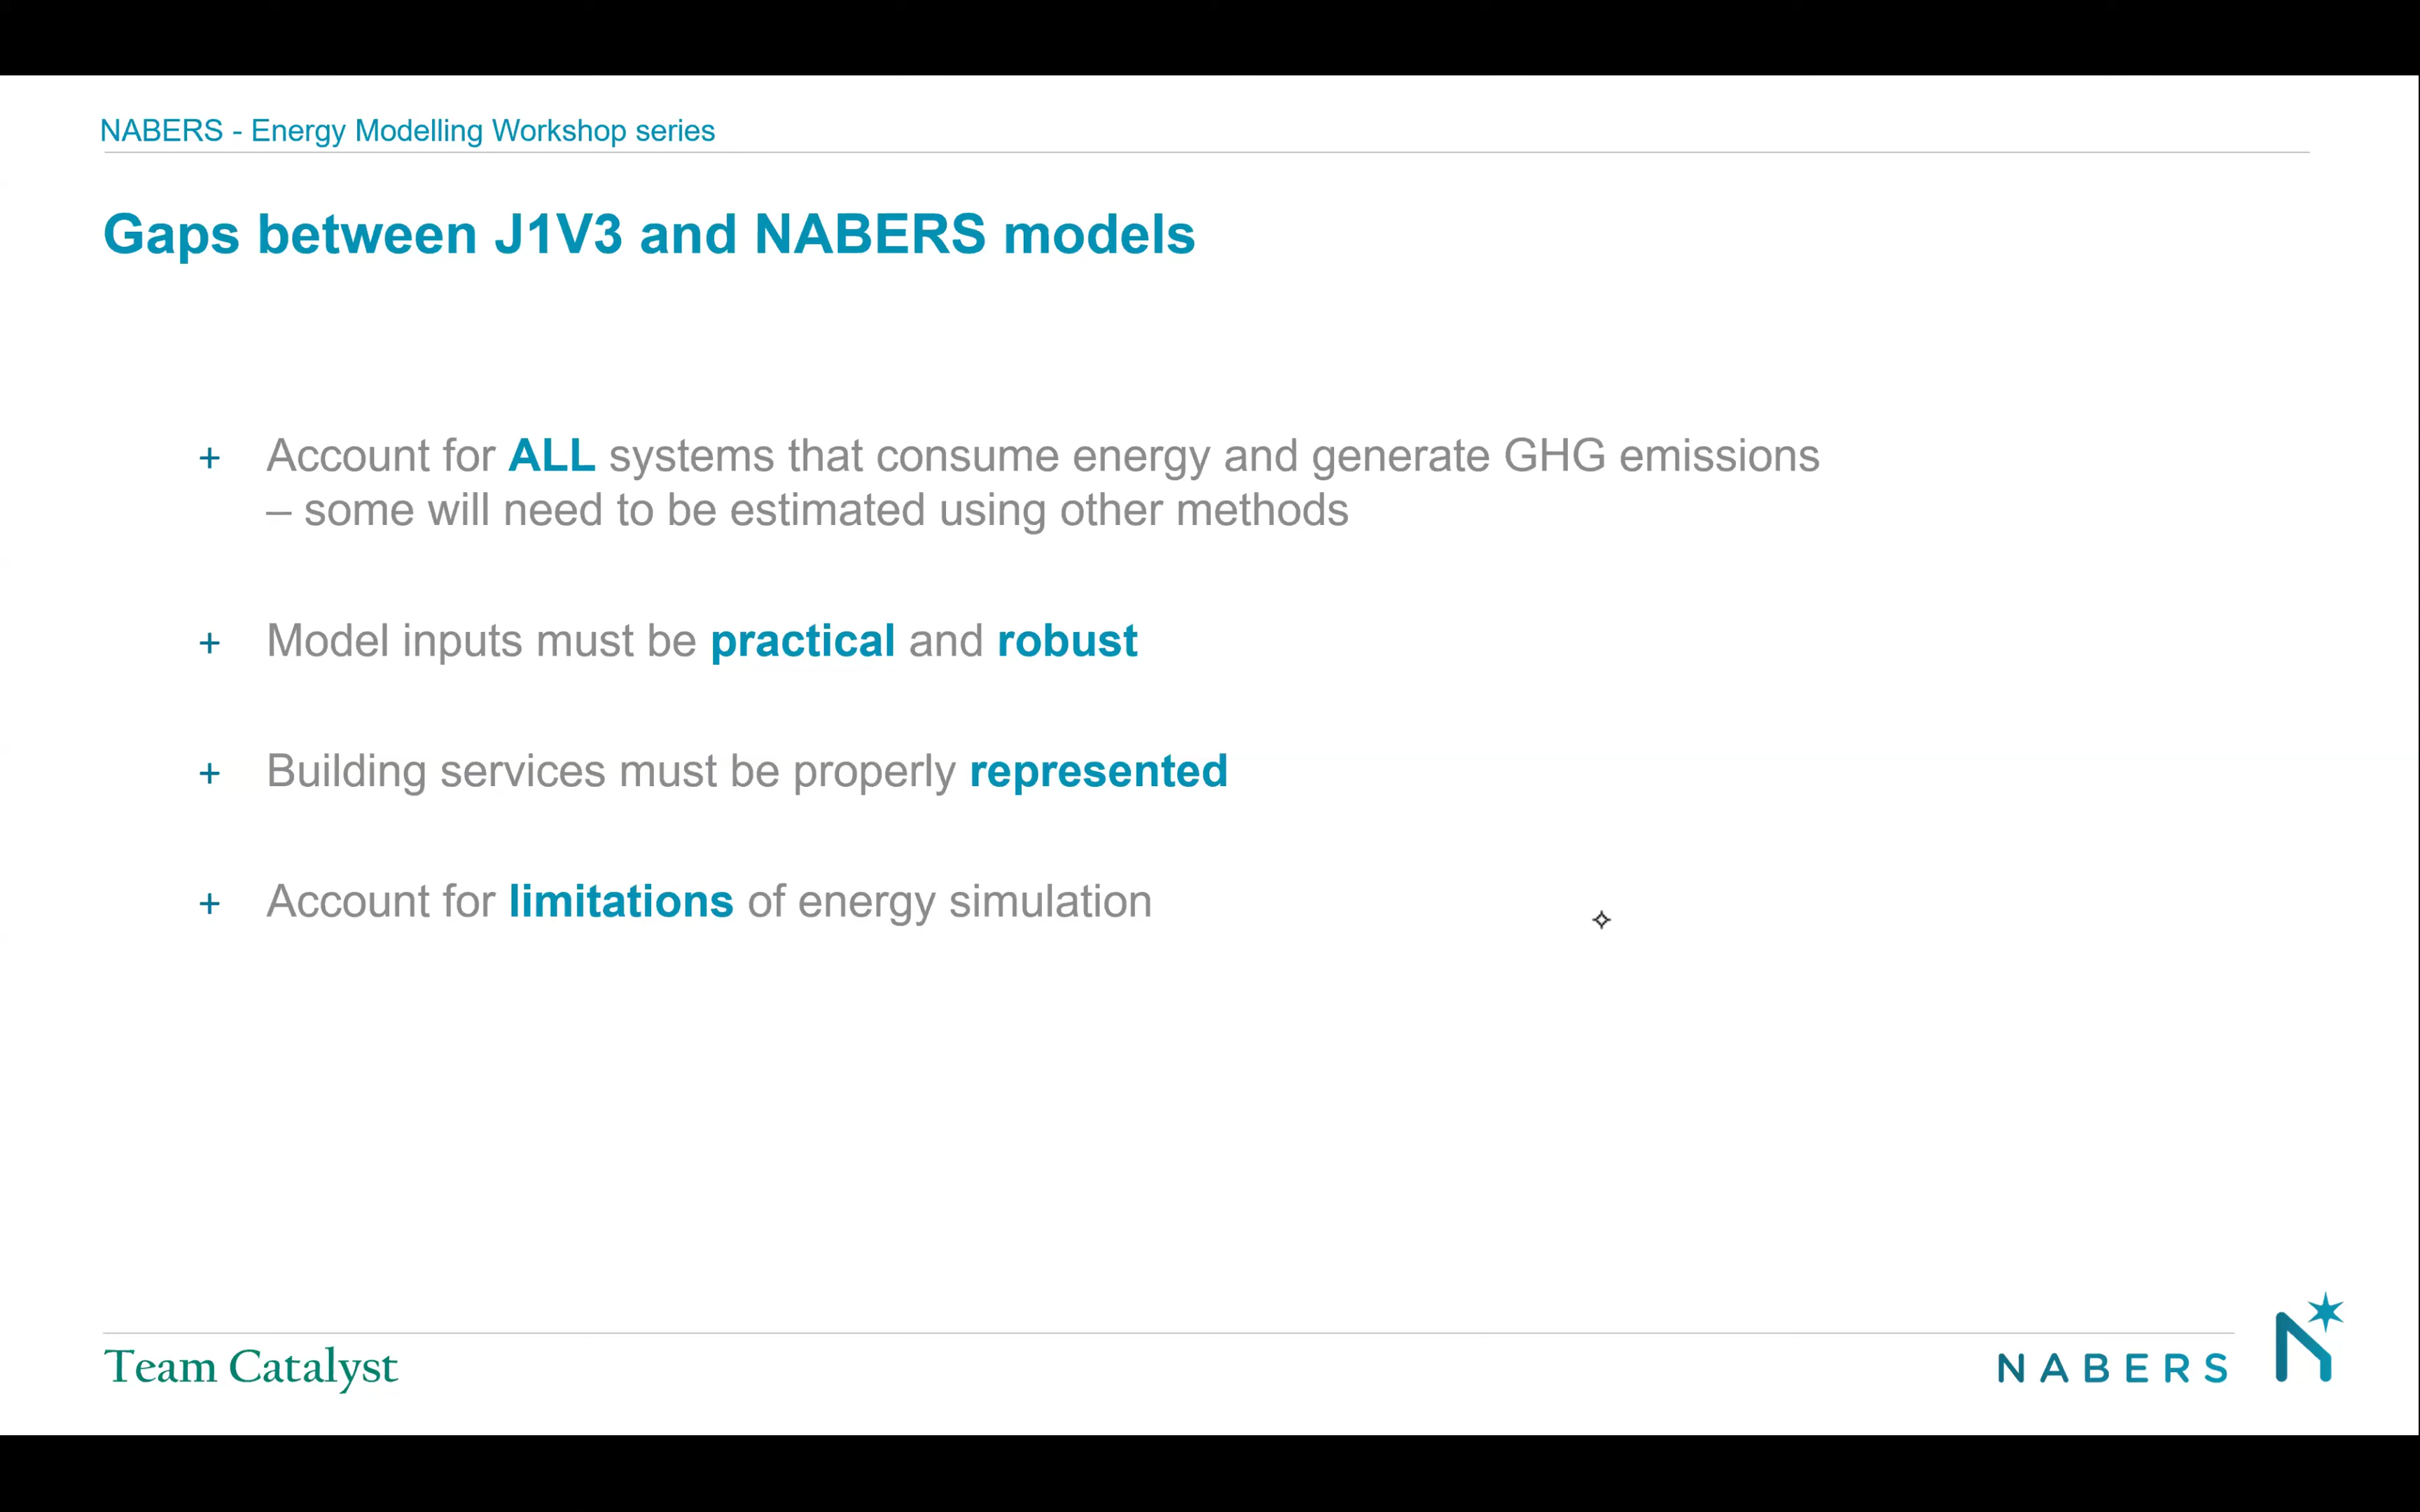 NABERS - Energy Modelling Workshop series
Gaps between J1V3 and NABERS models
+ Account for ALL systems that consume energy and generate GHG emissions
– some will need to be estimated using other methods
+ Model inputs must be practical and robust
+ Building services must be properly represented
+ Account for limitations of energy simulation
Team Catalyst
NABERS